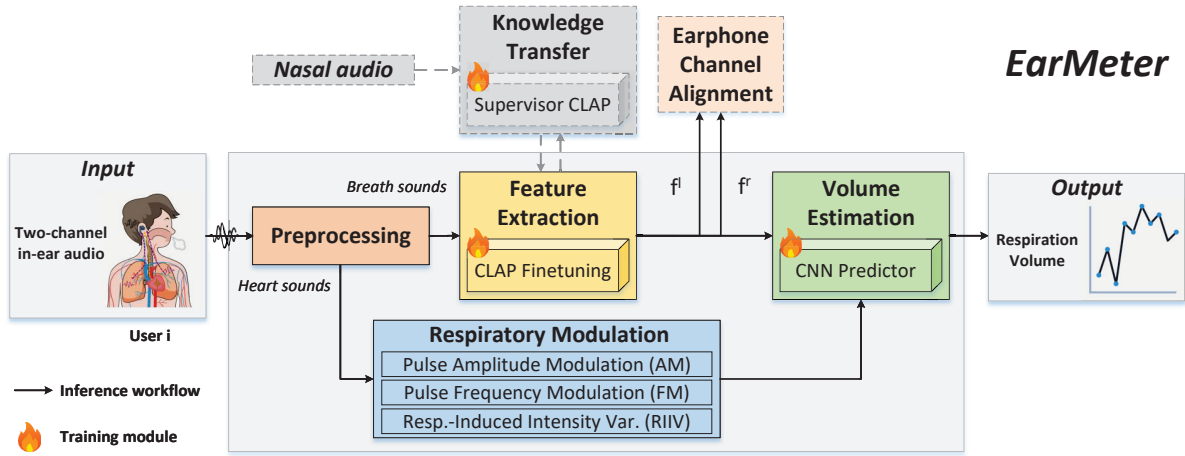 Knowledge
Transfer
Supervisor CLAP
Nasal audio
Earphone
Channel
Alignment
EarMeter
Input
Two-channel
in-ear audio
User i
Breath sounds
Preprocessing
Heart sounds
Feature
Extraction
CLAP Finetuning
fˡ
fʳ
Volume
Estimation
CNN Predictor
Output
Respiration
Volume
Respiratory Modulation
Pulse Amplitude Modulation (AM)
Pulse Frequency Modulation (FM)
Resp.-Induced Intensity Var. (RIIV)
Inference workflow
Training module